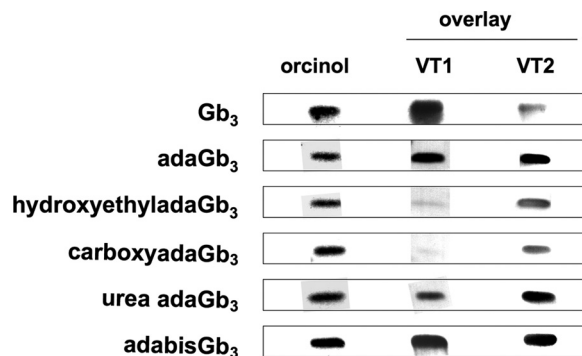 overlay
orcinol VT1 VT2
Gb3
adaGb3
hydroxyethyladaGb3
carboxyadaGb3
urea adaGb3
adabisGb3